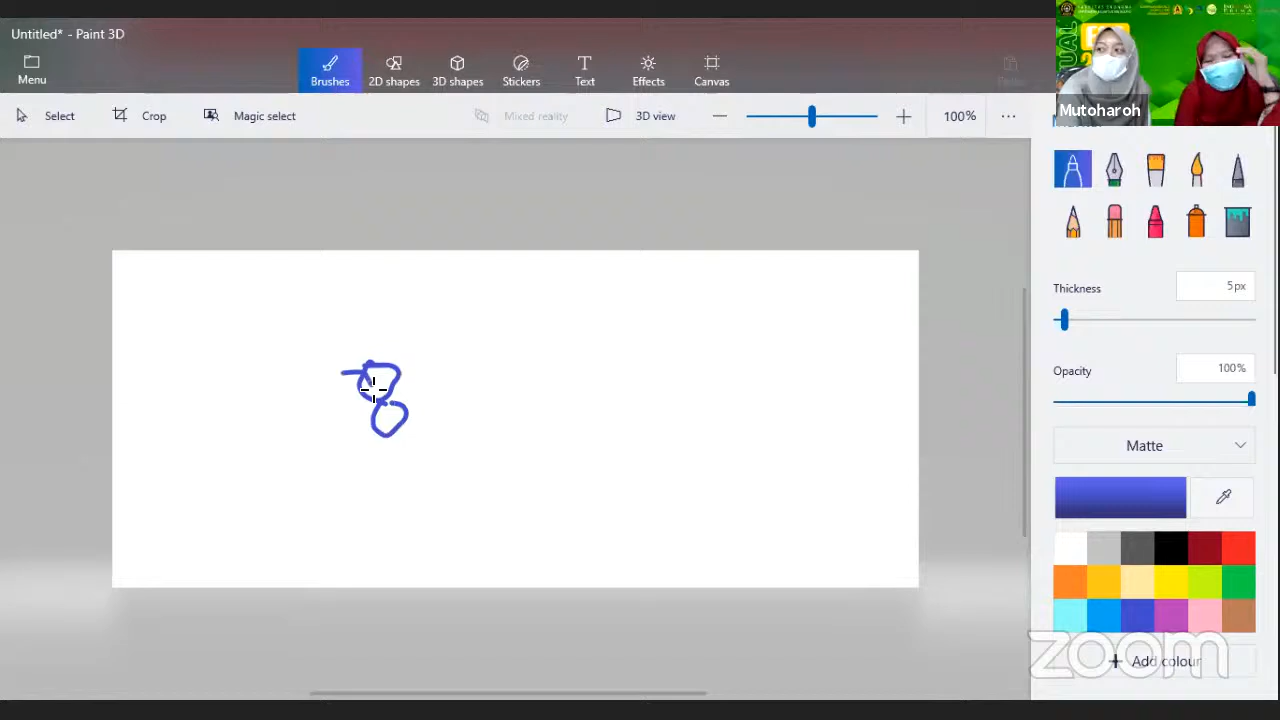 Untitled* - Paint 3D
Menu
Brushes
2D shapes
3D shapes
Stickers
Text
Effects
Canvas
Select
Crop
Magic select
Mixed reality
3D view
100%
Mutoharoh
Thickness
5px
Opacity
100%
Matte
Add colour
zoom
8